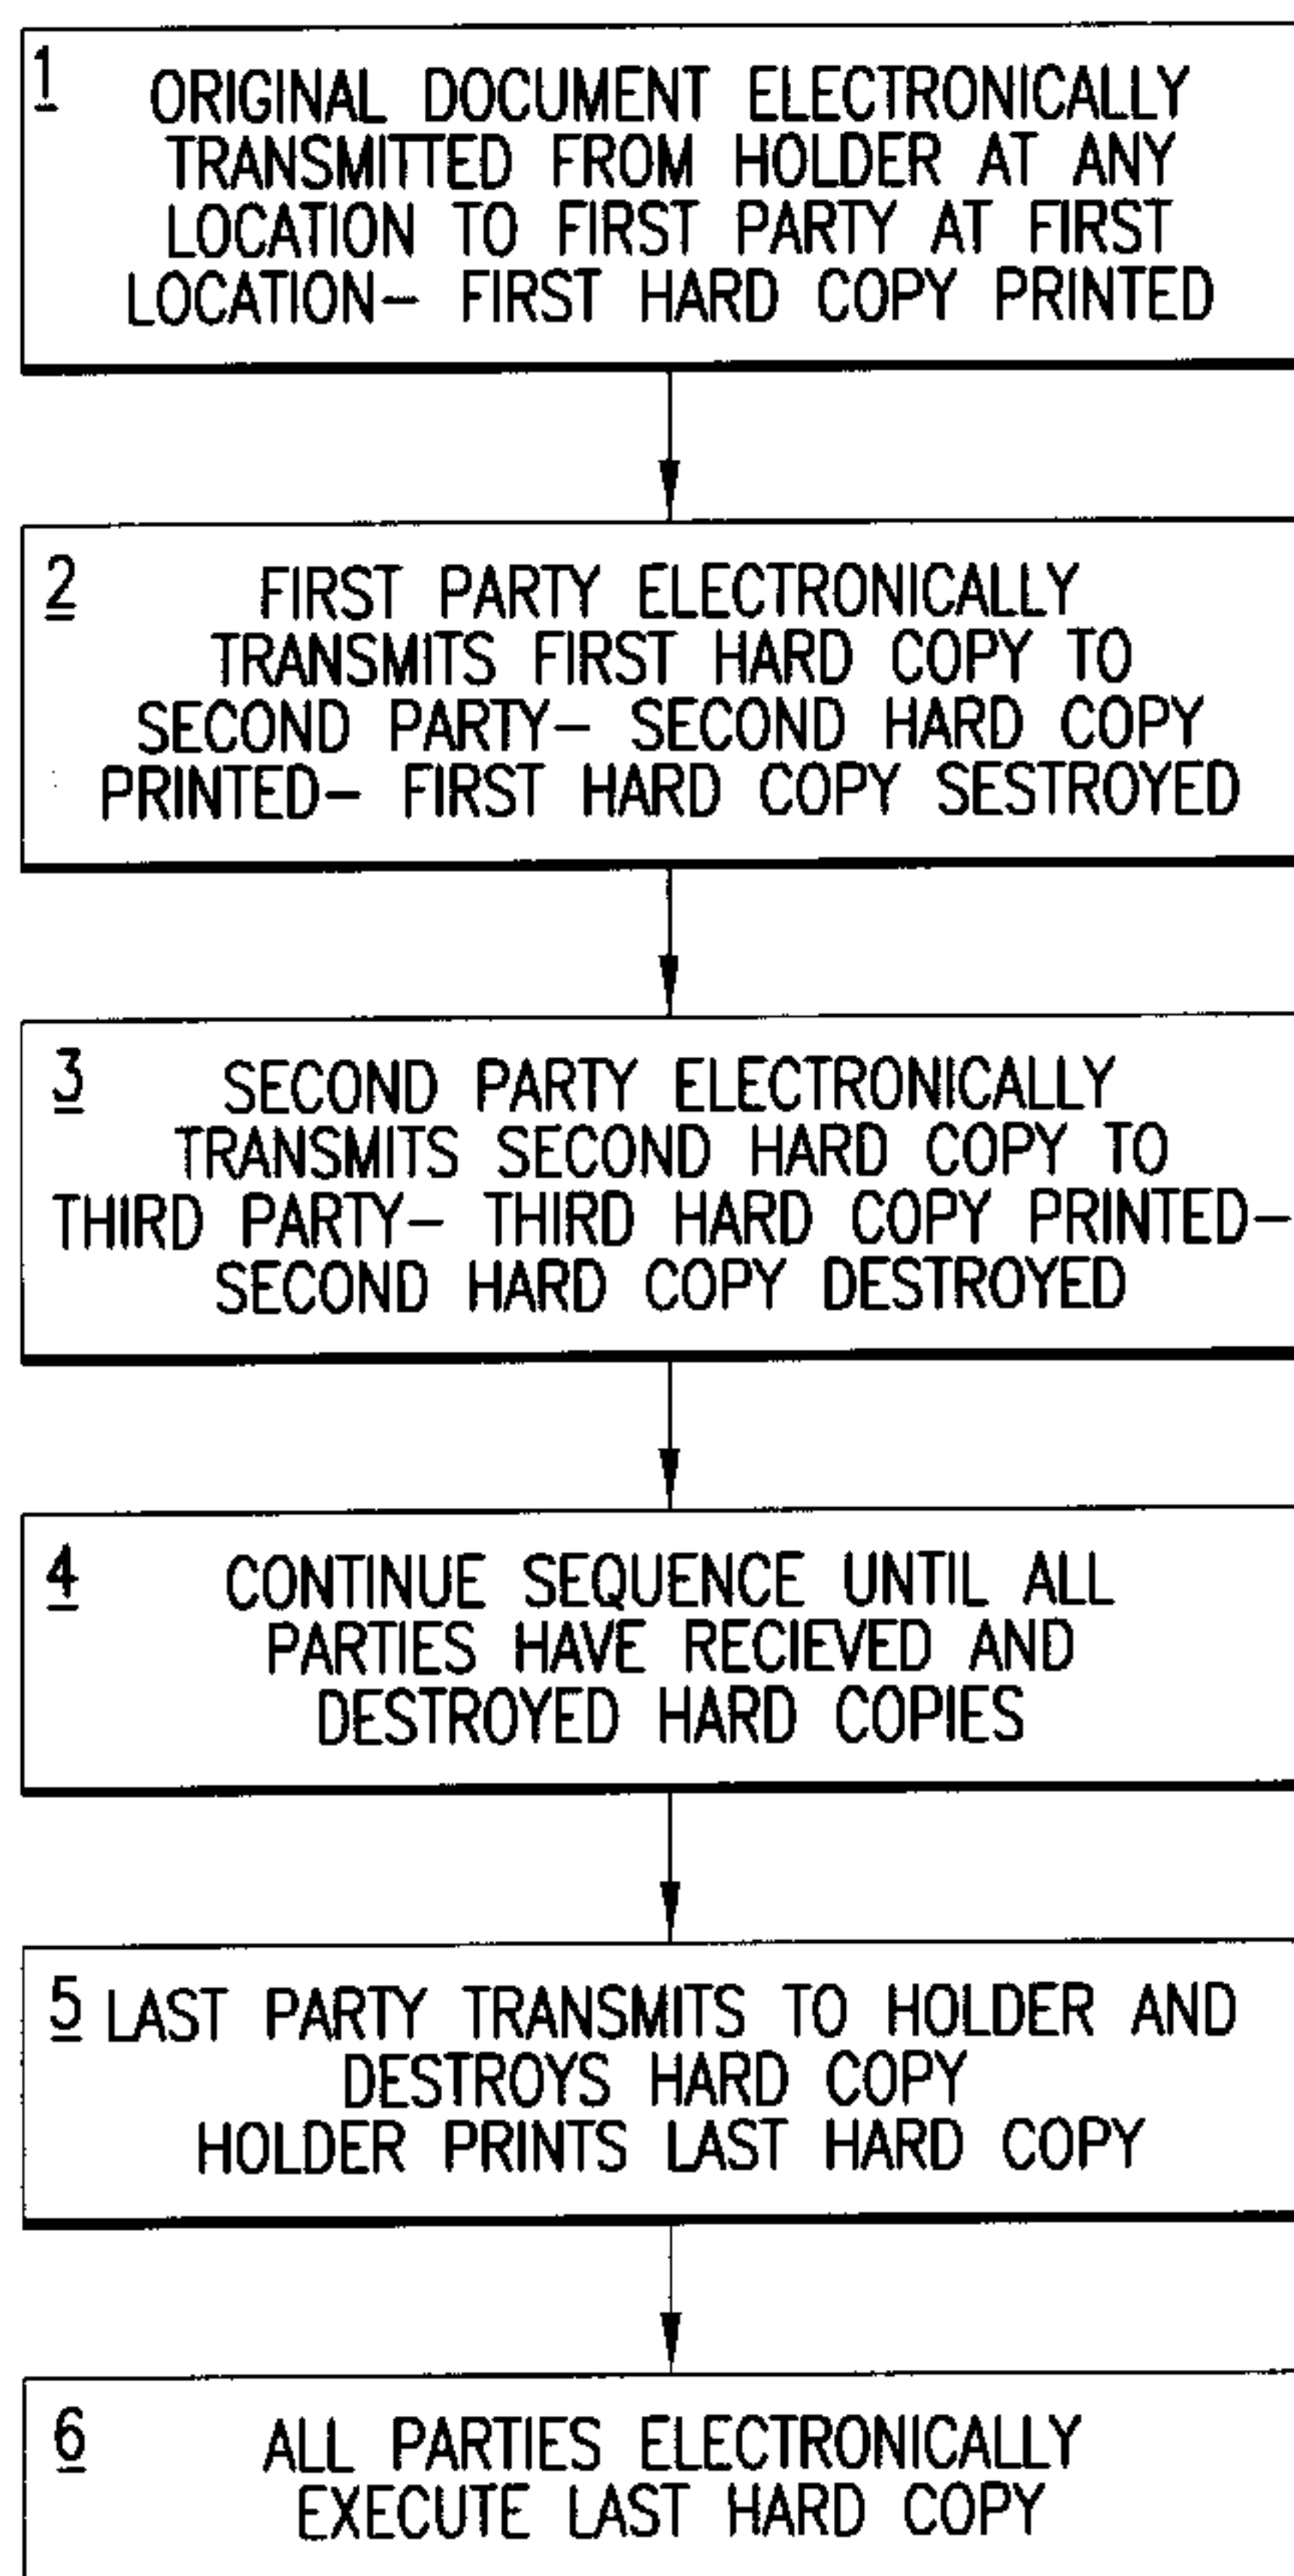 1 ORIGINAL DOCUMENT ELECTRONICALLY
TRANSMITTED FROM HOLDER AT ANY
LOCATION TO FIRST PARTY AT FIRST
LOCATION– FIRST HARD COPY PRINTED
2 FIRST PARTY ELECTRONICALLY
TRANSMITS FIRST HARD COPY TO
SECOND PARTY– SECOND HARD COPY
PRINTED– FIRST HARD COPY SESTROYED
3 SECOND PARTY ELECTRONICALLY
TRANSMITS SECOND HARD COPY TO
THIRD PARTY– THIRD HARD COPY PRINTED–
SECOND HARD COPY DESTROYED
4 CONTINUE SEQUENCE UNTIL ALL
PARTIES HAVE RECIEVED AND
DESTROYED HARD COPIES
5 LAST PARTY TRANSMITS TO HOLDER AND
DESTROYS HARD COPY
HOLDER PRINTS LAST HARD COPY
6 ALL PARTIES ELECTRONICALLY
EXECUTE LAST HARD COPY